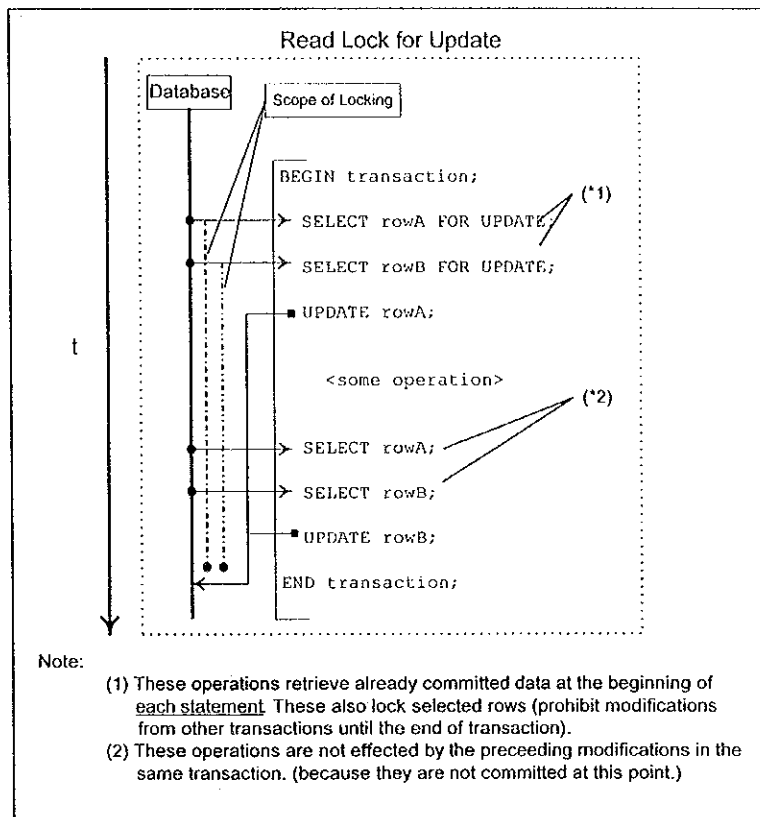 Read Lock for Update
Database
Scope of Locking
BEGIN transaction;
(*1)
SELECT rowA FOR UPDATE;
SELECT rowB FOR UPDATE;
UPDATE rowA;
t
<some operation>
(*2)
SELECT rowA;
SELECT rowB;
UPDATE rowB;
END transaction;
Note:
(1) These operations retrieve already committed data at the beginning of
each statement. These also lock selected rows (prohibit modifications
from other transactions until the end of transaction).
(2) These operations are not effected by the preceeding modifications in the
same transaction. (because they are not committed at this point.)